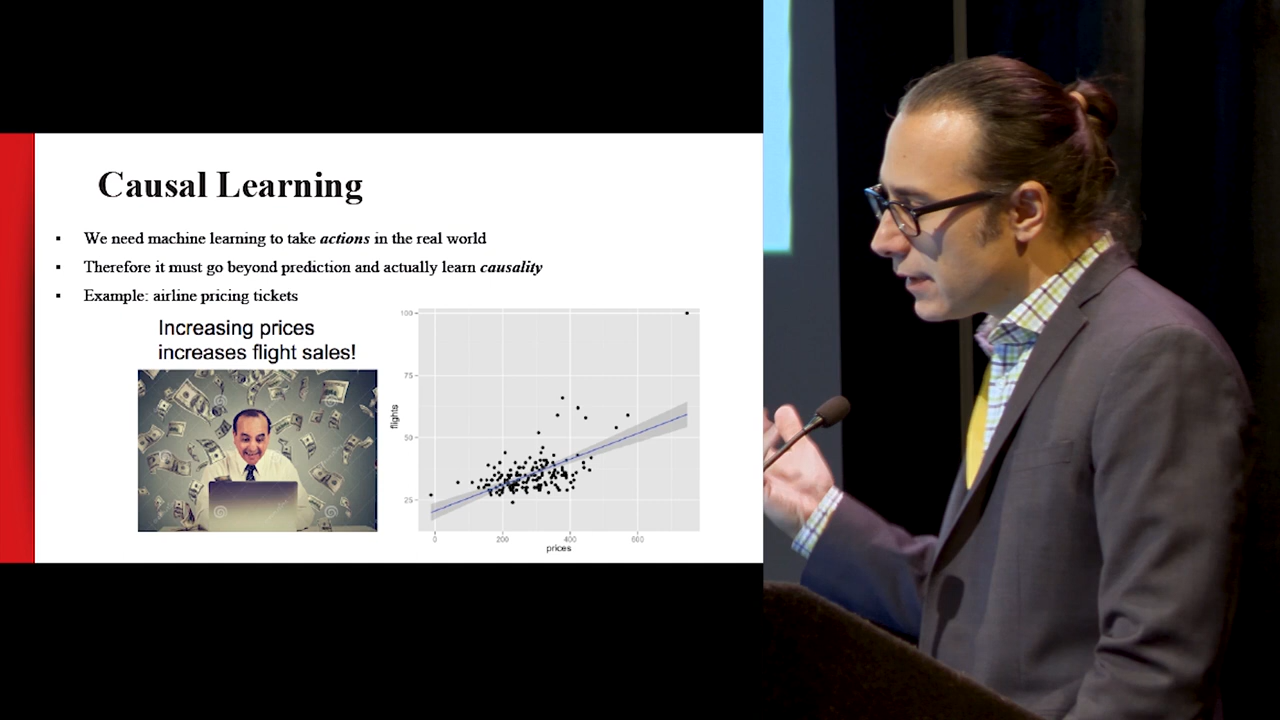 Causal Learning
▪ We need machine learning to take actions in the real world
▪ Therefore it must go beyond prediction and actually learn causality
▪ Example: airline pricing tickets
Increasing prices
increases flight sales!
100
75
50
25
flights
0 200 400 600
prices